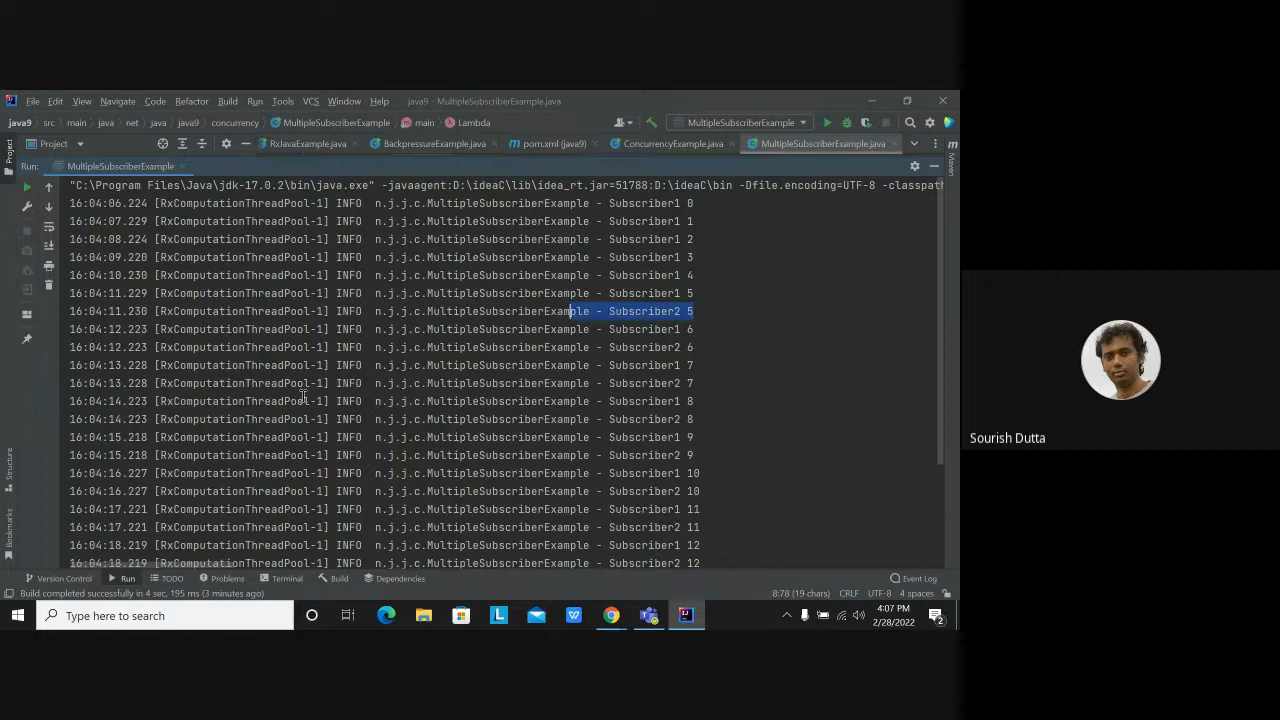 File Edit View Navigate Code Refactor Build Run Tools VCS Window Help java9 - MultipleSubscriberExample.java
java9 src main java net java java9 concurrency MultipleSubscriberExample main Lambda MultipleSubscriberExample
Project RxJavaExample.java BackpressureExample.java pom.xml (java9) ConcurrencyExample.java MultipleSubscriberExample.java
Project
Maven
Run: MultipleSubscriberExample
"C:\Program Files\Java\jdk-17.0.2\bin\java.exe" -javaagent:D:\ideaC\lib\idea_rt.jar=51788:D:\ideaC\bin -Dfile.encoding=UTF-8 -classpath
16:04:06.224 [RxComputationThreadPool-1] INFO n.j.j.c.MultipleSubscriberExample - Subscriber1 0
16:04:07.229 [RxComputationThreadPool-1] INFO n.j.j.c.MultipleSubscriberExample - Subscriber1 1
16:04:08.224 [RxComputationThreadPool-1] INFO n.j.j.c.MultipleSubscriberExample - Subscriber1 2
16:04:09.220 [RxComputationThreadPool-1] INFO n.j.j.c.MultipleSubscriberExample - Subscriber1 3
16:04:10.230 [RxComputationThreadPool-1] INFO n.j.j.c.MultipleSubscriberExample - Subscriber1 4
16:04:11.229 [RxComputationThreadPool-1] INFO n.j.j.c.MultipleSubscriberExample - Subscriber1 5
16:04:11.230 [RxComputationThreadPool-1] INFO n.j.j.c.MultipleSubscriberExample - Subscriber2 5
16:04:12.223 [RxComputationThreadPool-1] INFO n.j.j.c.MultipleSubscriberExample - Subscriber1 6
16:04:12.223 [RxComputationThreadPool-1] INFO n.j.j.c.MultipleSubscriberExample - Subscriber2 6
16:04:13.228 [RxComputationThreadPool-1] INFO n.j.j.c.MultipleSubscriberExample - Subscriber1 7
16:04:13.228 [RxComputationThreadPool-1] INFO n.j.j.c.MultipleSubscriberExample - Subscriber2 7
16:04:14.223 [RxComputationThreadPool-1] INFO n.j.j.c.MultipleSubscriberExample - Subscriber1 8
16:04:14.223 [RxComputationThreadPool-1] INFO n.j.j.c.MultipleSubscriberExample - Subscriber2 8
16:04:15.218 [RxComputationThreadPool-1] INFO n.j.j.c.MultipleSubscriberExample - Subscriber1 9
16:04:15.218 [RxComputationThreadPool-1] INFO n.j.j.c.MultipleSubscriberExample - Subscriber2 9
16:04:16.227 [RxComputationThreadPool-1] INFO n.j.j.c.MultipleSubscriberExample - Subscriber1 10
16:04:16.227 [RxComputationThreadPool-1] INFO n.j.j.c.MultipleSubscriberExample - Subscriber2 10
16:04:17.221 [RxComputationThreadPool-1] INFO n.j.j.c.MultipleSubscriberExample - Subscriber1 11
16:04:17.221 [RxComputationThreadPool-1] INFO n.j.j.c.MultipleSubscriberExample - Subscriber2 11
16:04:18.219 [RxComputationThreadPool-1] INFO n.j.j.c.MultipleSubscriberExample - Subscriber1 12
16:04:18.219 [RxComputationThreadPool-1] INFO n.j.j.c.MultipleSubscriberExample - Subscriber2 12
Structure
Bookmarks
Version Control Run TODO Problems Terminal Build Dependencies Event Log
Build completed successfully in 4 sec, 195 ms (3 minutes ago) 8:78 (19 chars) CRLF UTF-8 4 spaces
Type here to search
L
W
4:07 PM
2/28/2022
2
Sourish Dutta